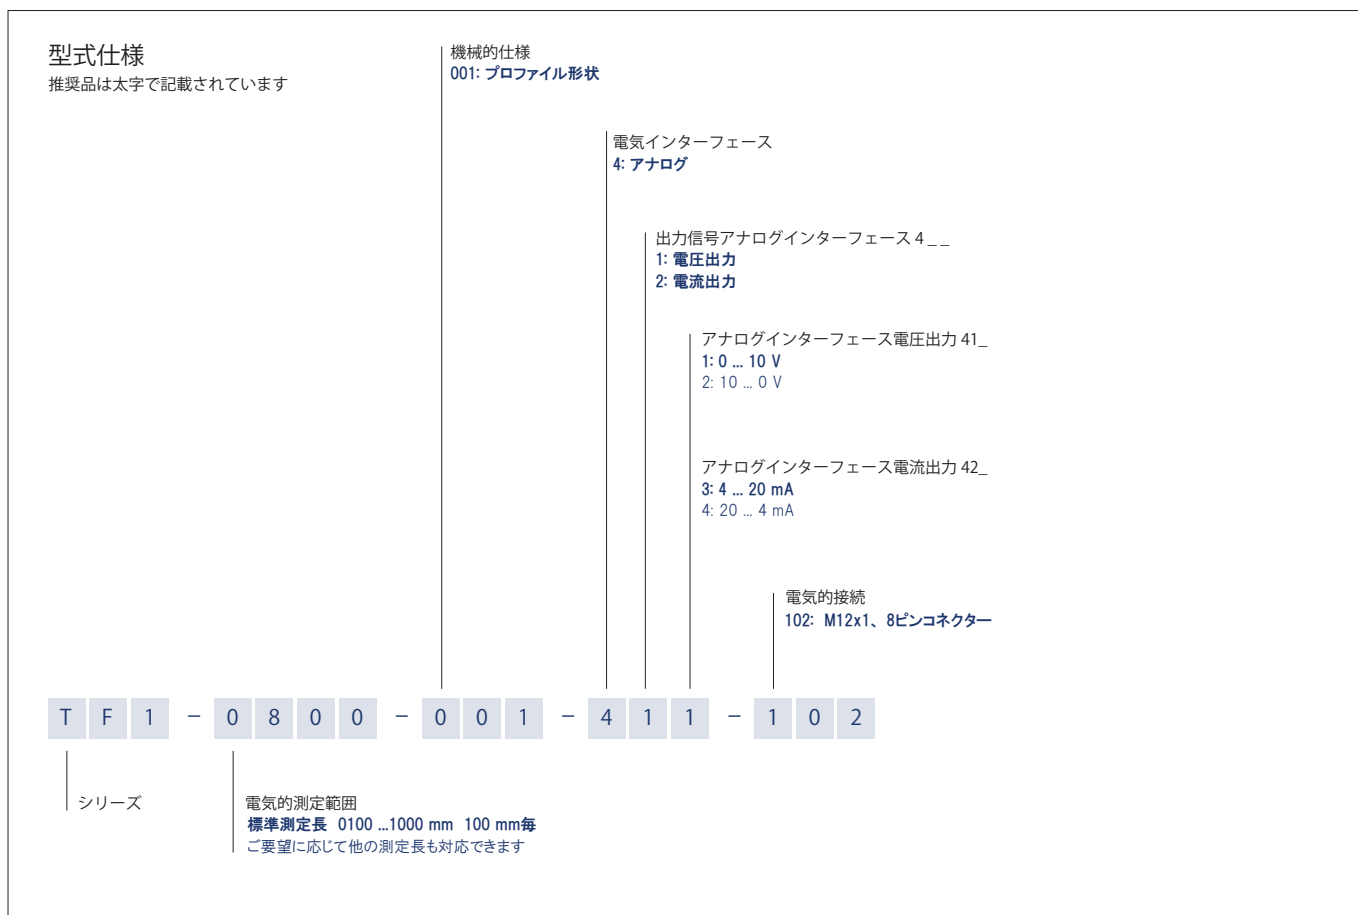 型式仕様
推奨品は太字で記載されています
機械的仕様
001: プロファイル形状
電気インターフェース
4: アナログ
出力信号アナログインターフェース 4 _ _
1: 電圧出力
2: 電流出力
アナログインターフェース電圧出力 41_
1: 0 ... 10 V
2: 10 ... 0 V
アナログインターフェース電流出力 42_
3: 4 ... 20 mA
4: 20 ... 4 mA
電気的接続
102: M12x1、8ピンコネクター
T F 1 – 0 8 0 0 – 0 0 1 – 4 1 1 – 1 0 2
シリーズ
電気的測定範囲
標準測定長 0100 ...1000 mm 100 mm毎
ご要望に応じて他の測定長も対応できます